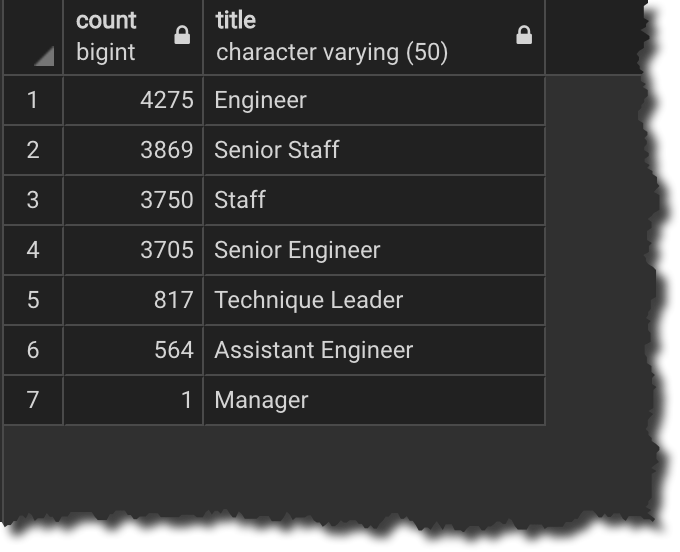 count title
bigint character varying (50)
1 4275 Engineer
2 3869 Senior Staff
3 3750 Staff
4 3705 Senior Engineer
5 817 Technique Leader
6 564 Assistant Engineer
7 1 Manager